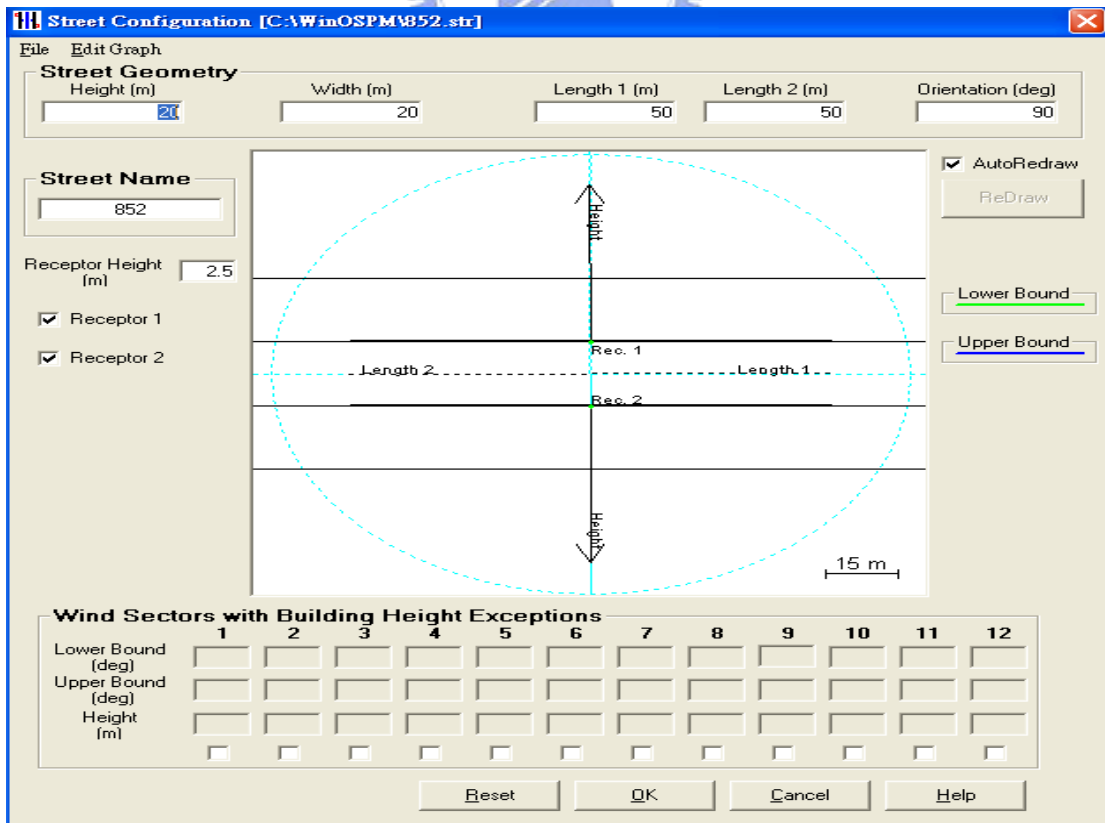 Street Configuration [C:\WinOSPM\852.str]
File Edit Graph
Street Geometry
Height (m) Width (m) Length 1 (m) Length 2 (m) Orientation (deg)
20 20 50 50 90
Street Name
852
AutoRedraw
ReDraw
Receptor Height (m) 2.5
Receptor 1
Receptor 2
Height
Rec. 1
Length 2 Length 1
Rec. 2
Height
15 m
Lower Bound
Upper Bound
Wind Sectors with Building Height Exceptions
1 2 3 4 5 6 7 8 9 10 11 12
Lower Bound (deg)
Upper Bound (deg)
Height (m)
Reset OK Cancel Help